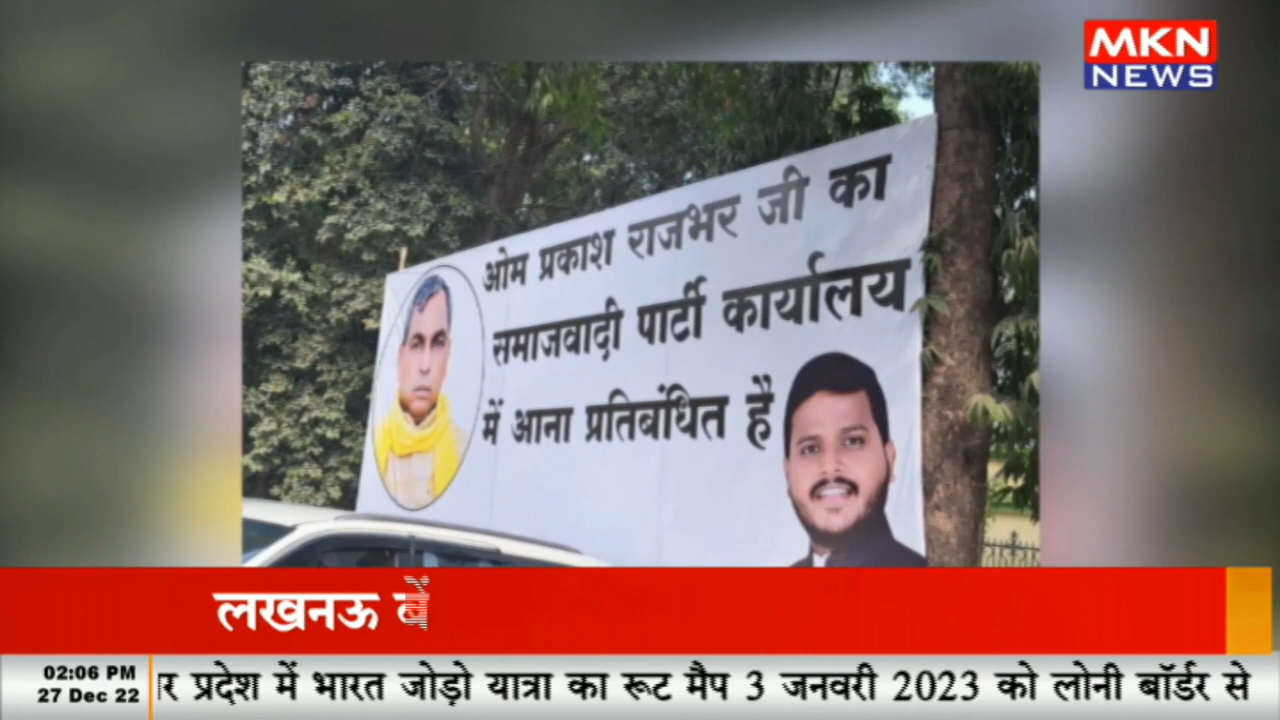 MKN
NEWS
ओम प्रकाश राजभर जी का
समाजवादी पार्टी कार्यालय
में आना प्रतिबंधित है
लखनऊ
02:06 PM
27 Dec 22
प्रदेश में भारत जोड़ो यात्रा का रूट मैप 3 जनवरी 2023 को लोनी बॉर्डर से